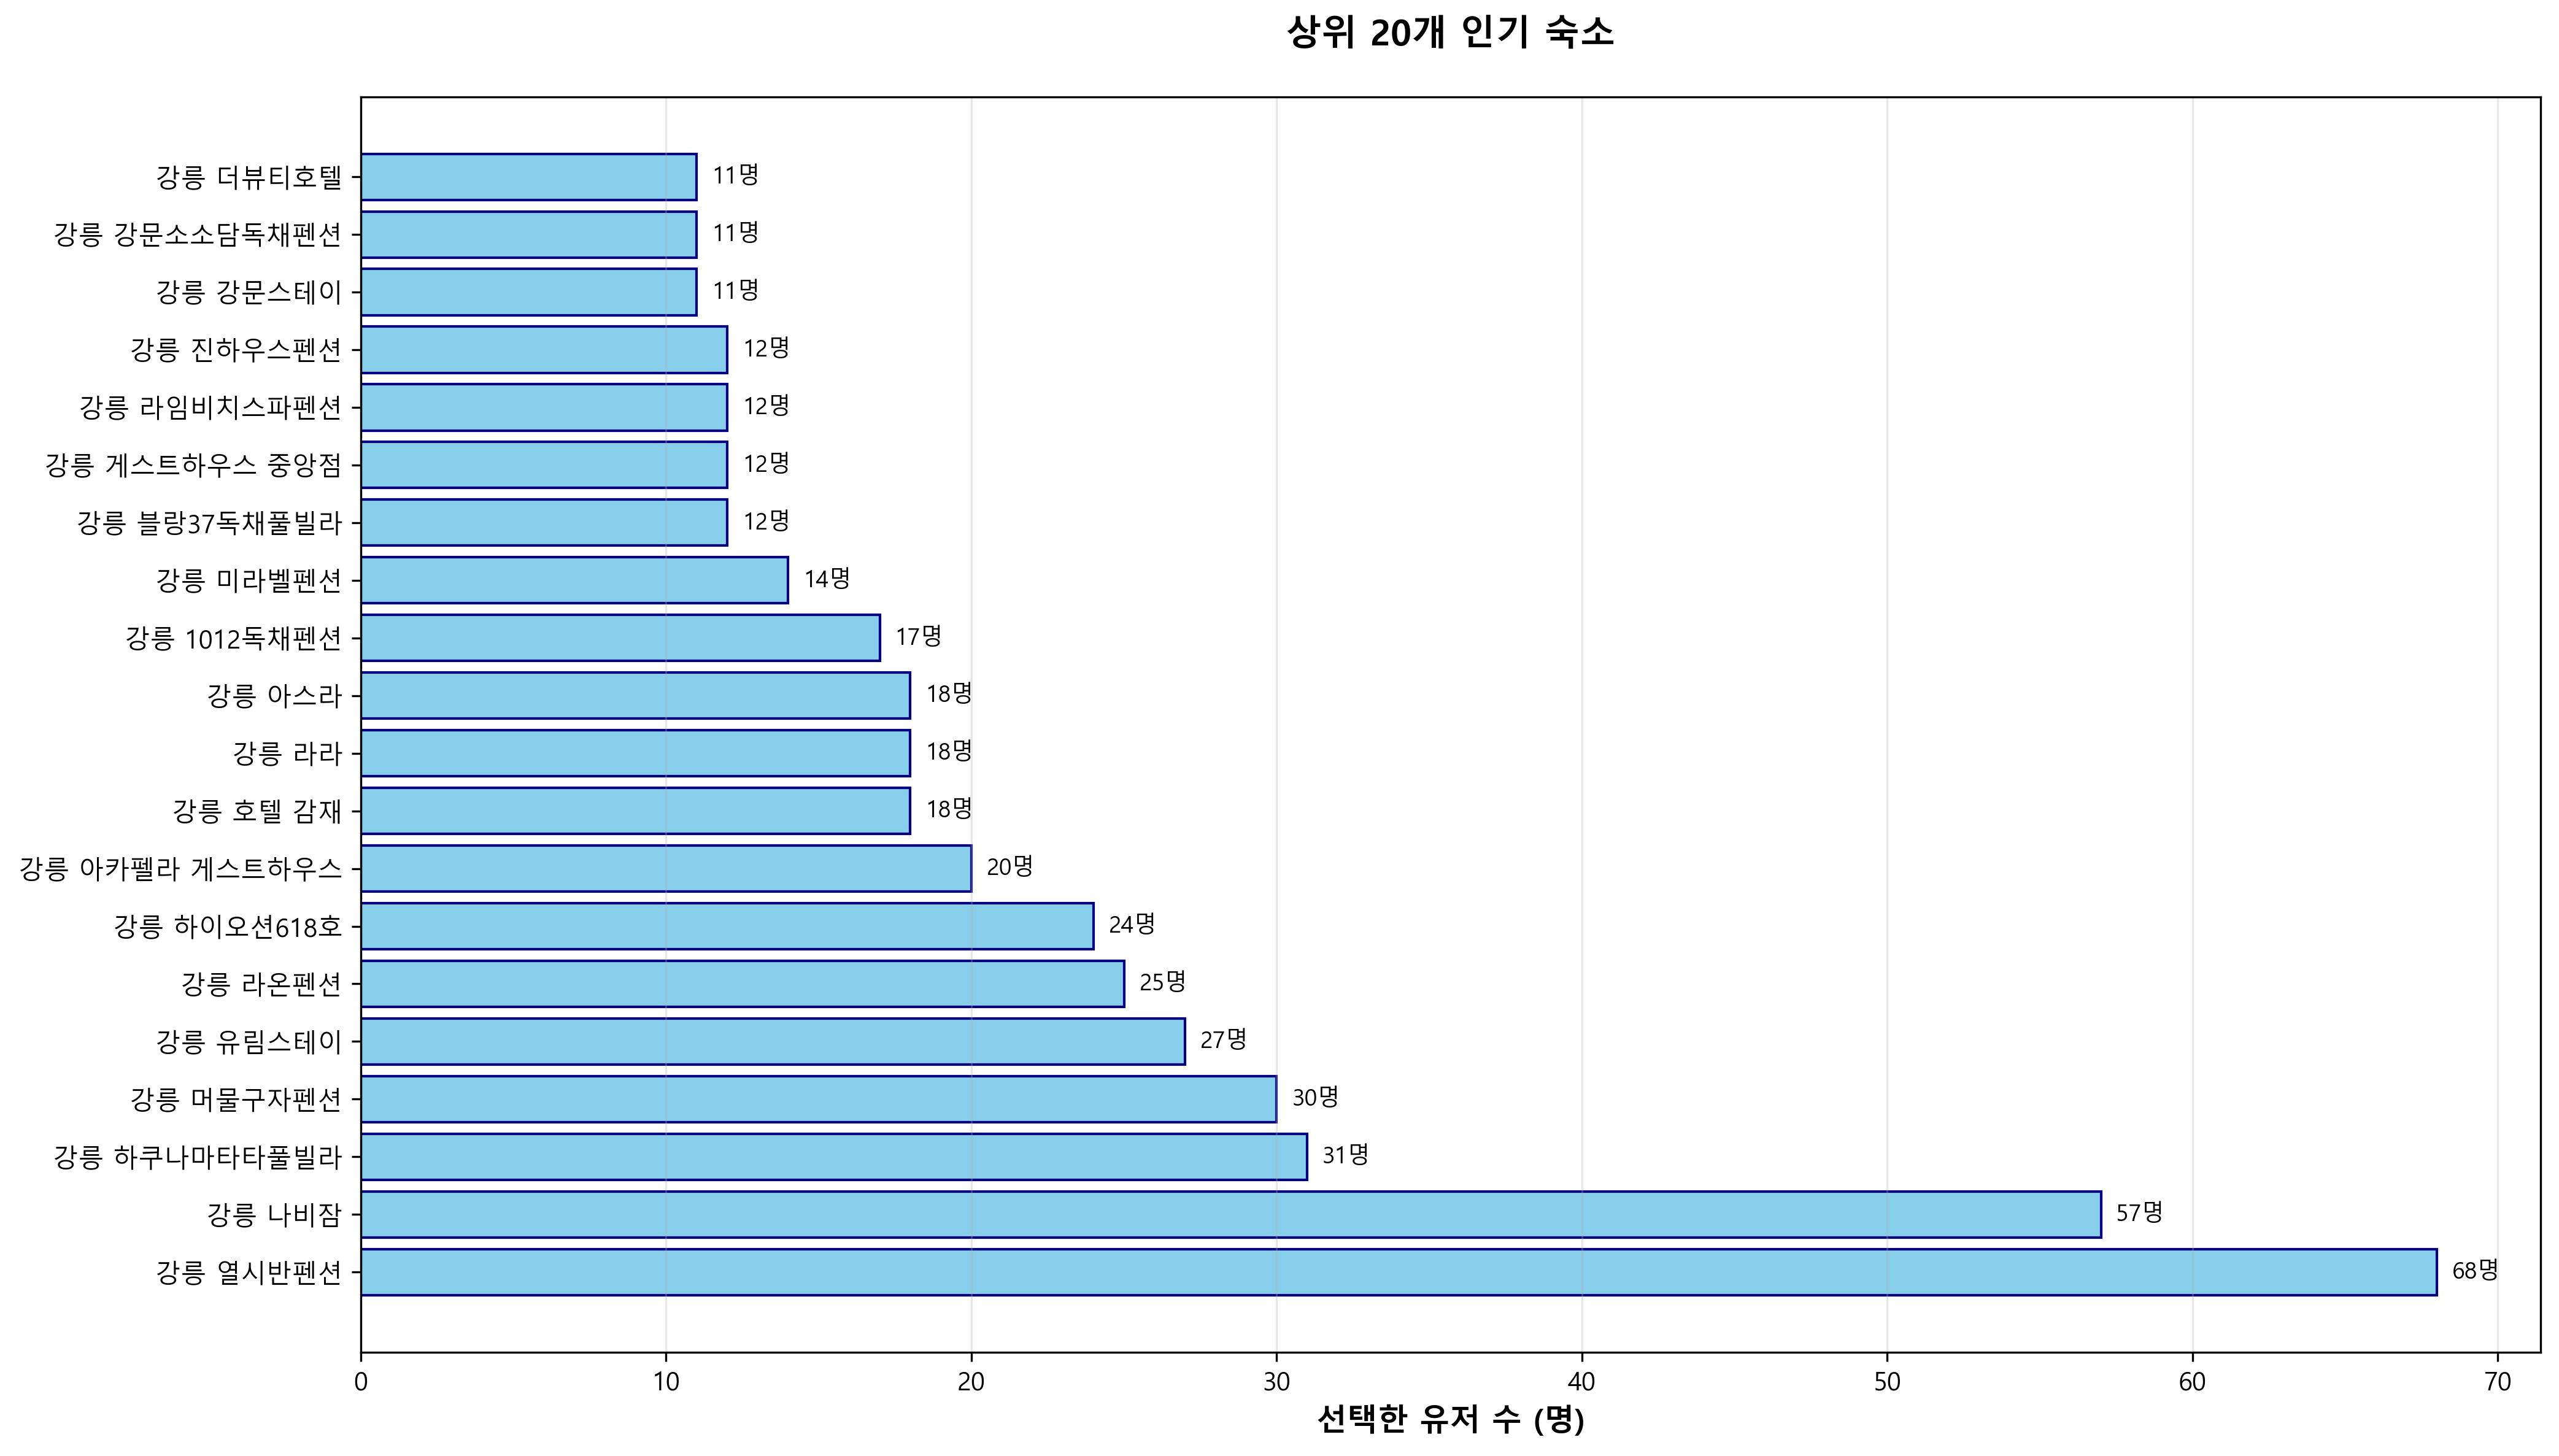 상위 20개 인기 숙소
강릉 더뷰티호텔 11명
강릉 강문소소담독채펜션 11명
강릉 강문스테이 11명
강릉 진하우스펜션 12명
강릉 라임비치스파펜션 12명
강릉 게스트하우스 중앙점 12명
강릉 블랑37독채풀빌라 12명
강릉 미라벨펜션 14명
강릉 1012독채펜션 17명
강릉 아스라 18명
강릉 라라 18명
강릉 호텔 감재 18명
강릉 아카펠라 게스트하우스 20명
강릉 하이오션618호 24명
강릉 라온펜션 25명
강릉 유림스테이 27명
강릉 머물구자펜션 30명
강릉 하쿠나마타타풀빌라 31명
강릉 나비잠 57명
강릉 열시반펜션 68명
0 10 20 30 40 50 60 70
선택한 유저 수 (명)